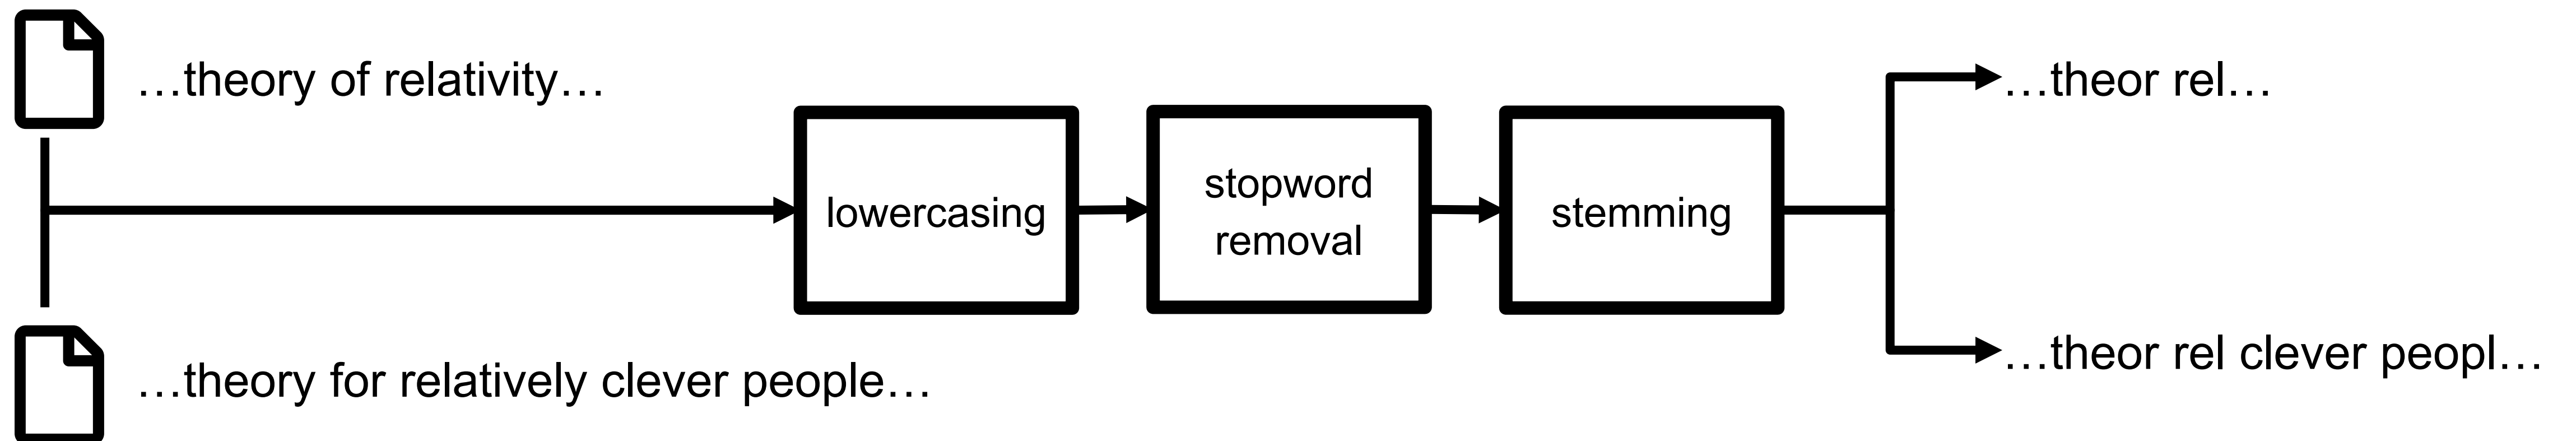 …theory of relativity…
…theor rel…
lowercasing
stopword
removal
stemming
…theory for relatively clever people…
…theor rel clever peopl…